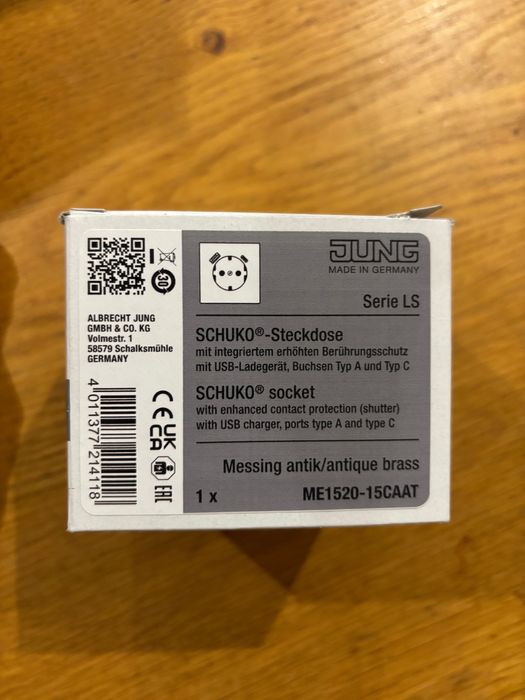 JUNG
MADE IN GERMANY
Serie LS
30
ALBRECHT JUNG
GMBH & CO. KG
Volmestr. 1
58579 Schalksmühle
GERMANY
SCHUKO®-Steckdose
mit integriertem erhöhten Berührungsschutz
mit USB-Ladegerät, Buchsen Typ A und Typ C
SCHUKO® socket
with enhanced contact protection (shutter)
with USB charger, ports type A and type C
Messing antik/antique brass
1 x ME1520-15CAAT
4 011377 214118
CE
UK
CA
EAC